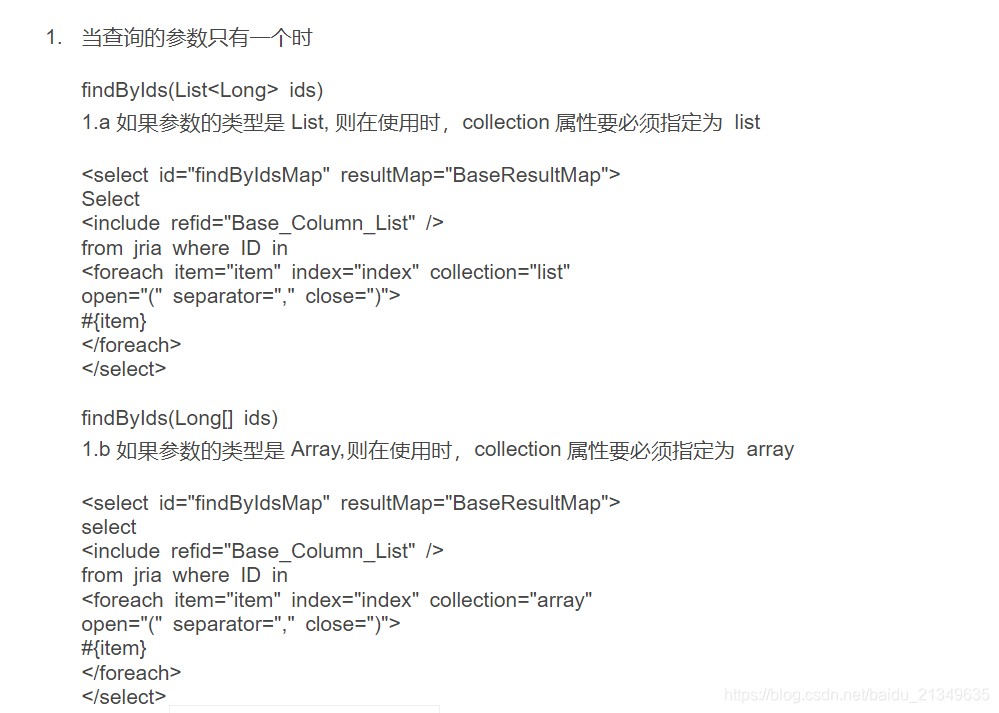 1. 当查询的参数只有一个时
findByIds(List<Long> ids)
1.a 如果参数的类型是 List, 则在使用时，collection 属性要必须指定为 list
<select id="findByIdsMap" resultMap="BaseResultMap">
Select
<include refid="Base_Column_List" />
from jria where ID in
<foreach item="item" index="index" collection="list"
open="(" separator="," close=")">
#{item}
</foreach>
</select>
findByIds(Long[] ids)
1.b 如果参数的类型是 Array,则在使用时，collection 属性要必须指定为 array
<select id="findByIdsMap" resultMap="BaseResultMap">
select
<include refid="Base_Column_List" />
from jria where ID in
<foreach item="item" index="index" collection="array"
open="(" separator="," close=")">
#{item}
</foreach>
</select>
https://blog.csdn.net/baidu_21349635